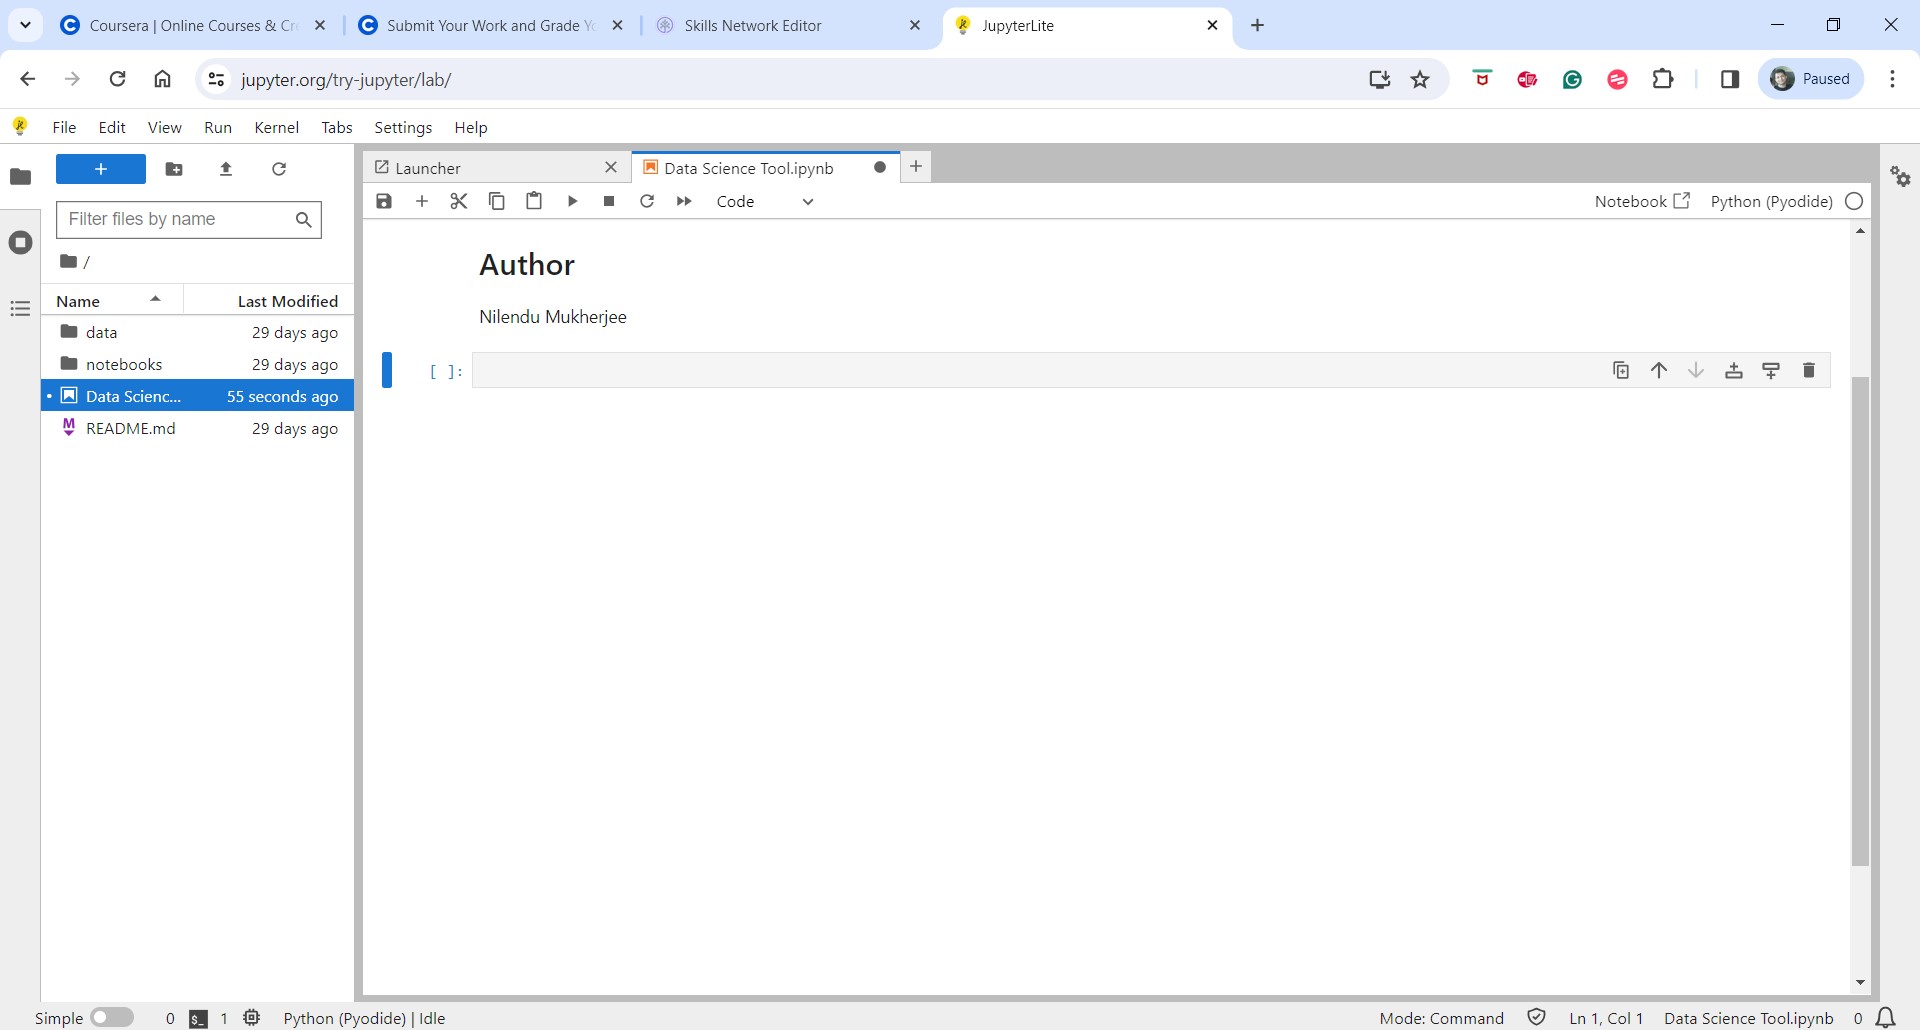 Coursera | Online Courses & Cr
Submit Your Work and Grade Yo
Skills Network Editor
JupyterLite
jupyter.org/try-jupyter/lab/
Paused
File Edit View Run Kernel Tabs Settings Help
Launcher
Data Science Tool.ipynb
Code
Notebook
Python (Pyodide)
Filter files by name
/
Name Last Modified
data 29 days ago
notebooks 29 days ago
Data Scienc... 55 seconds ago
README.md 29 days ago
Author
Nilendu Mukherjee
[ ]:
Simple 0 $_ 1 Python (Pyodide) | Idle Mode: Command Ln 1, Col 1 Data Science Tool.ipynb 0